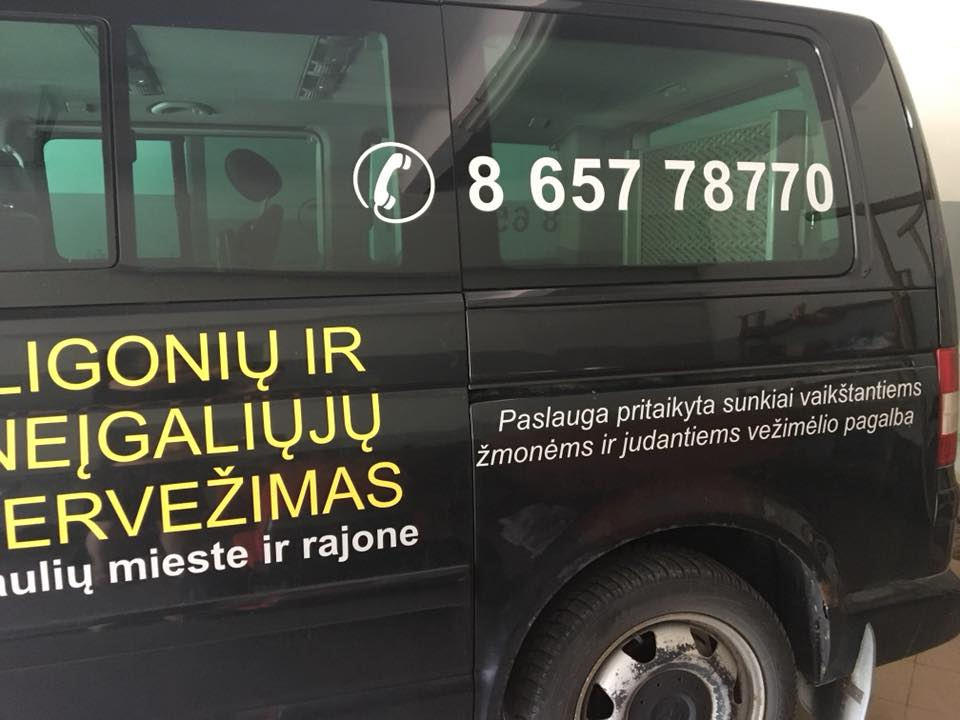 8 657 78770
LIGONIŲ IR
NEĮGALIŲJŲ
ERVEŽIMAS
aulių mieste ir rajone
Paslauga pritaikyta sunkiai vaikštantiems
žmonėms ir judantiems vežimėlio pagalba